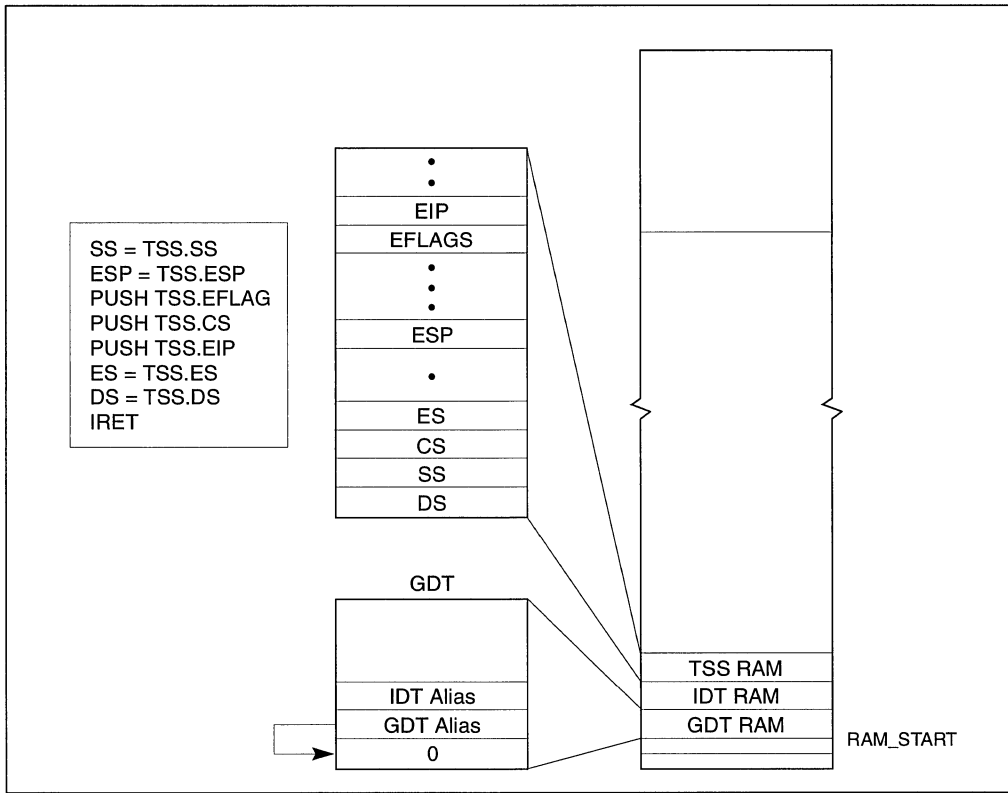 SS = TSS.SS
ESP = TSS.ESP
PUSH TSS.EFLAG
PUSH TSS.CS
PUSH TSS.EIP
ES = TSS.ES
DS = TSS.DS
IRET
EIP
EFLAGS
ESP
ES
CS
SS
DS
GDT
IDT Alias
GDT Alias
0
TSS RAM
IDT RAM
GDT RAM
RAM_START